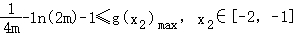 1/4m-ln(2m)-1≤g(x₂)max, x₂∈[-2, -1]